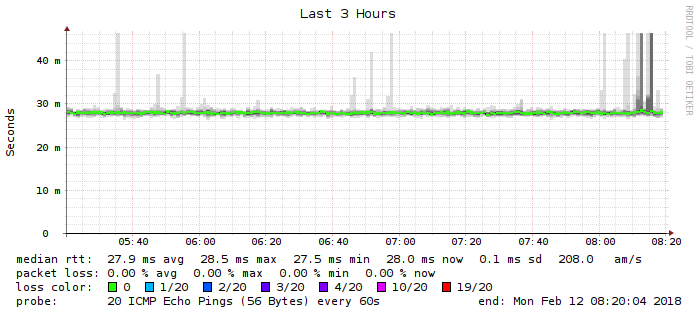 Last 3 Hours
RRDTOOL / TOBI OETIKER
Seconds
40 m
30 m
20 m
10 m
0
05:40 06:00 06:20 06:40 07:00 07:20 07:40 08:00 08:20
median rtt: 27.9 ms avg 28.5 ms max 27.5 ms min 28.0 ms now 0.1 ms sd 208.0 am/s
packet loss: 0.00 % avg 0.00 % max 0.00 % min 0.00 % now
loss color: 0 1/20 2/20 3/20 4/20 10/20 19/20
probe: 20 ICMP Echo Pings (56 Bytes) every 60s end: Mon Feb 12 08:20:04 2018